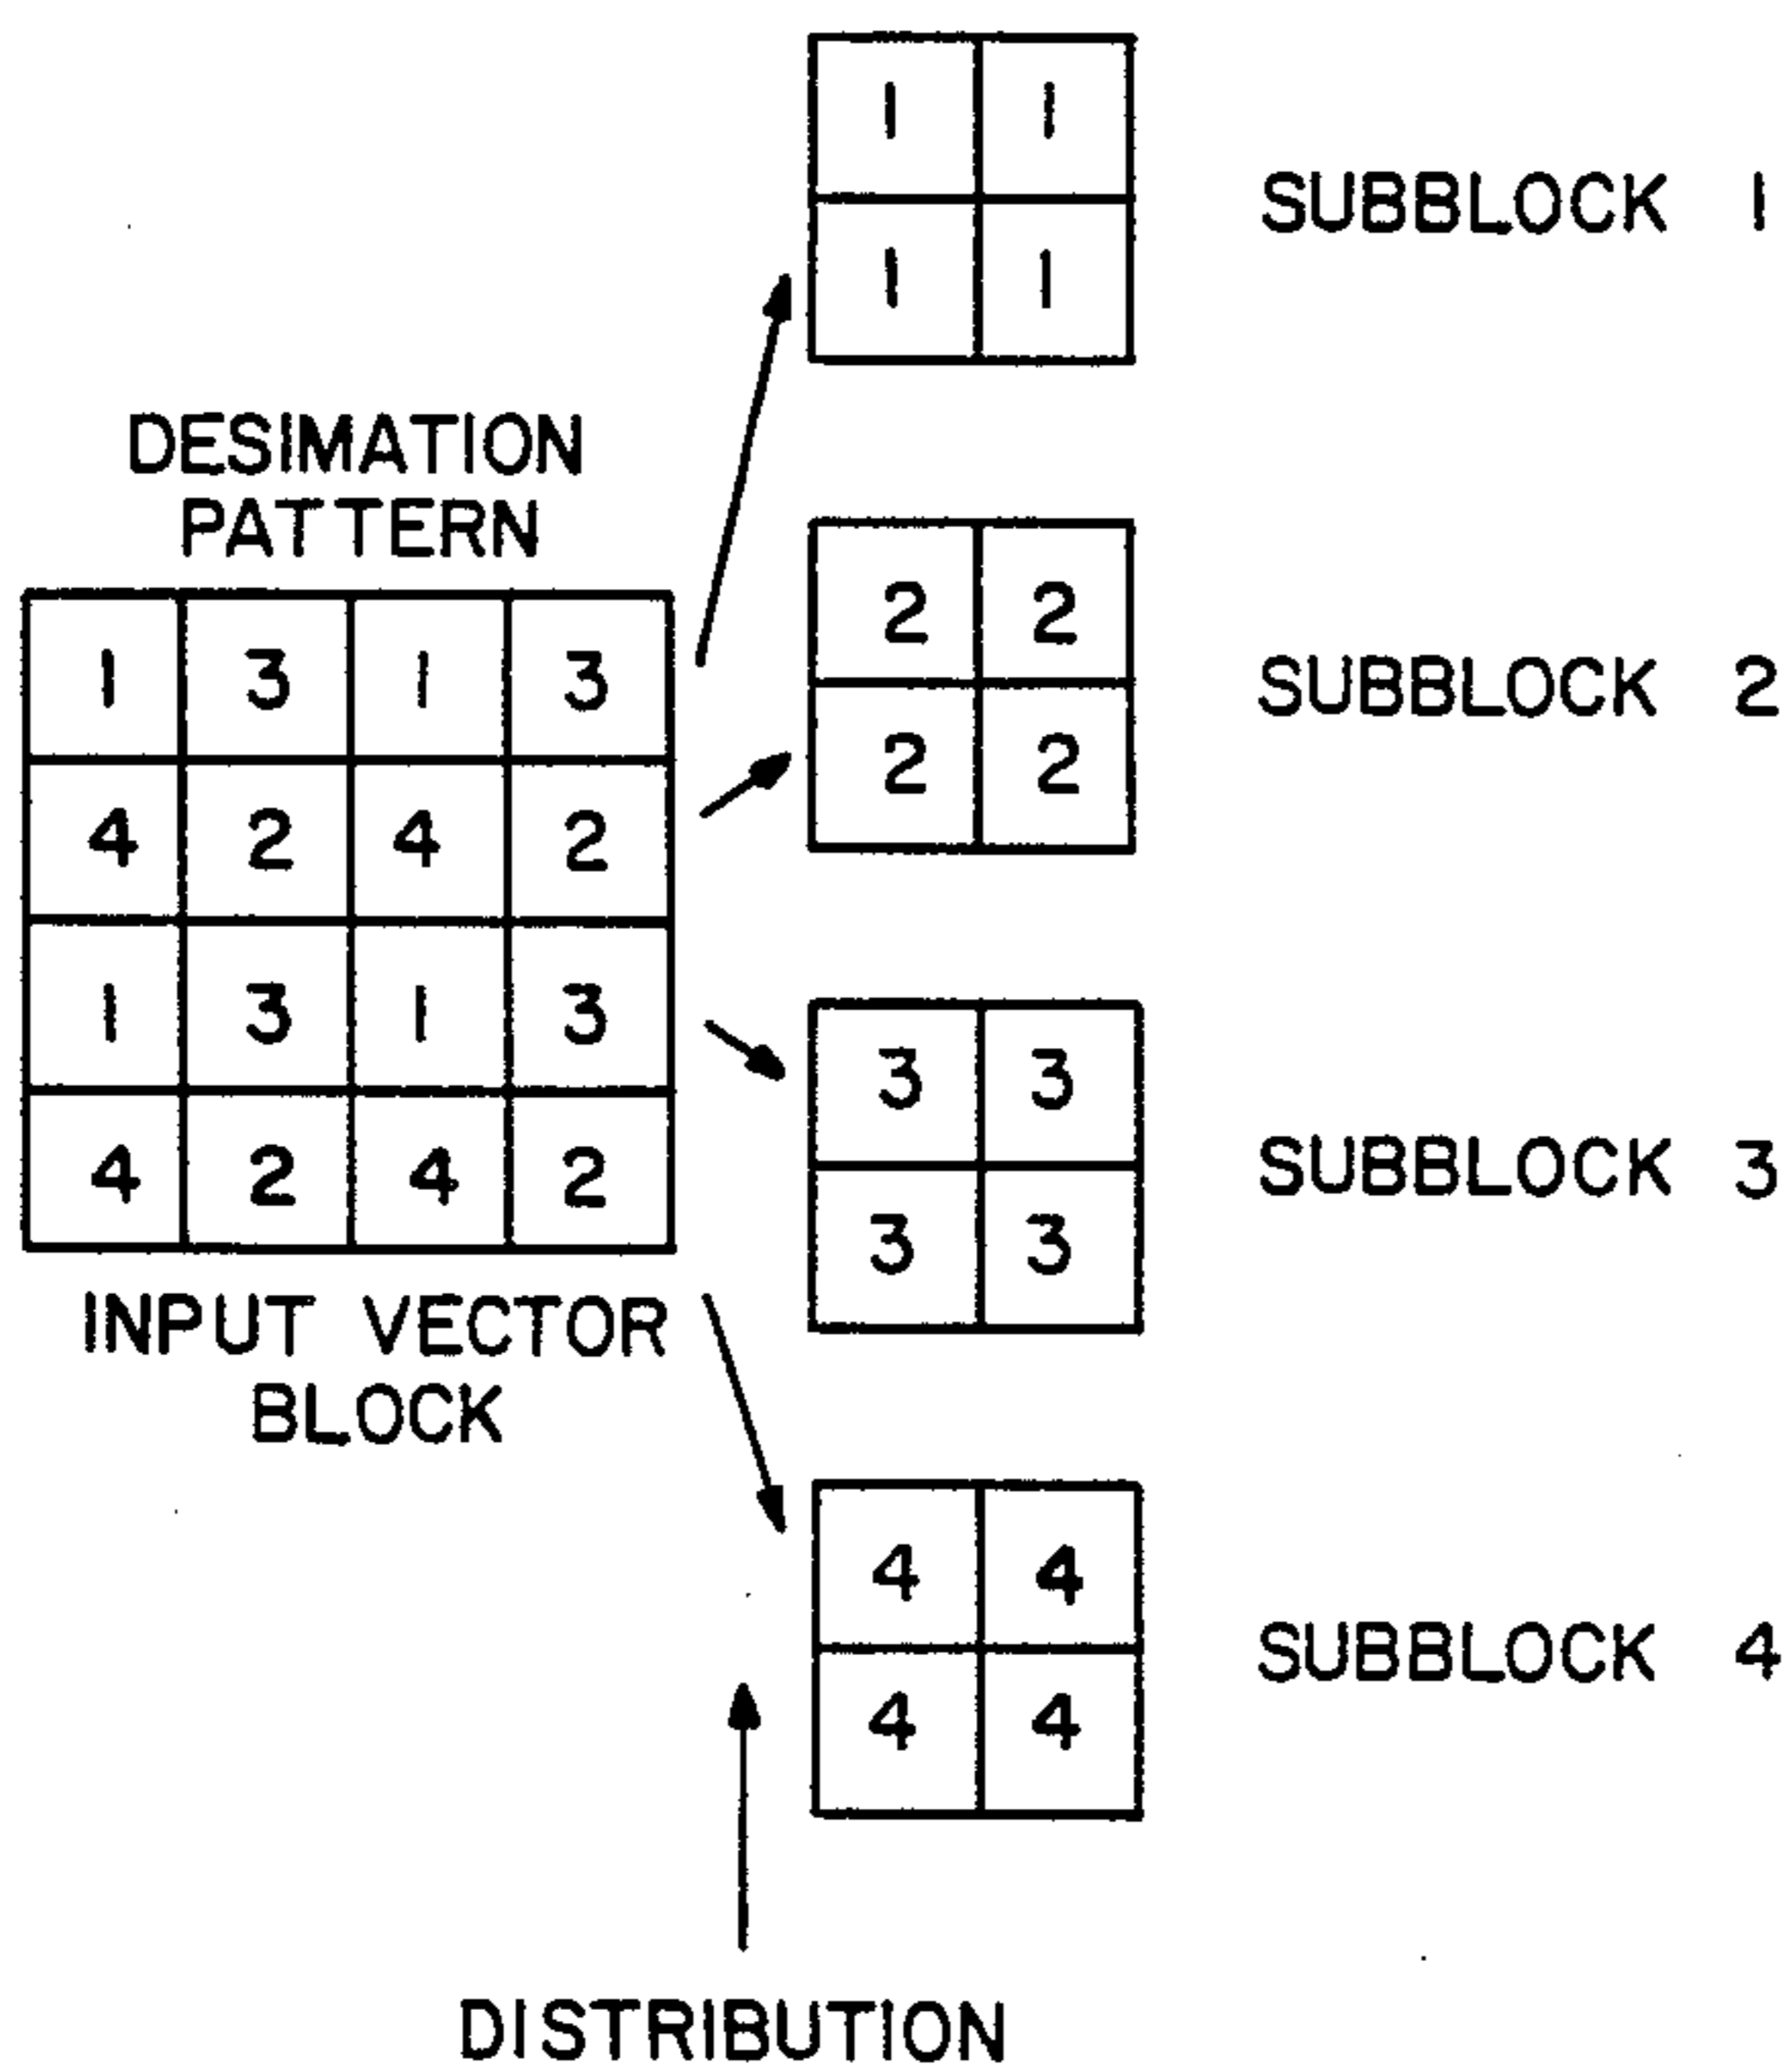 DESIMATION
PATTERN
1 3 1 3
4 2 4 2
1 3 1 3
4 2 4 2
INPUT VECTOR
BLOCK
1 1
1 1
SUBBLOCK 1
2 2
2 2
SUBBLOCK 2
3 3
3 3
SUBBLOCK 3
4 4
4 4
SUBBLOCK 4
DISTRIBUTION